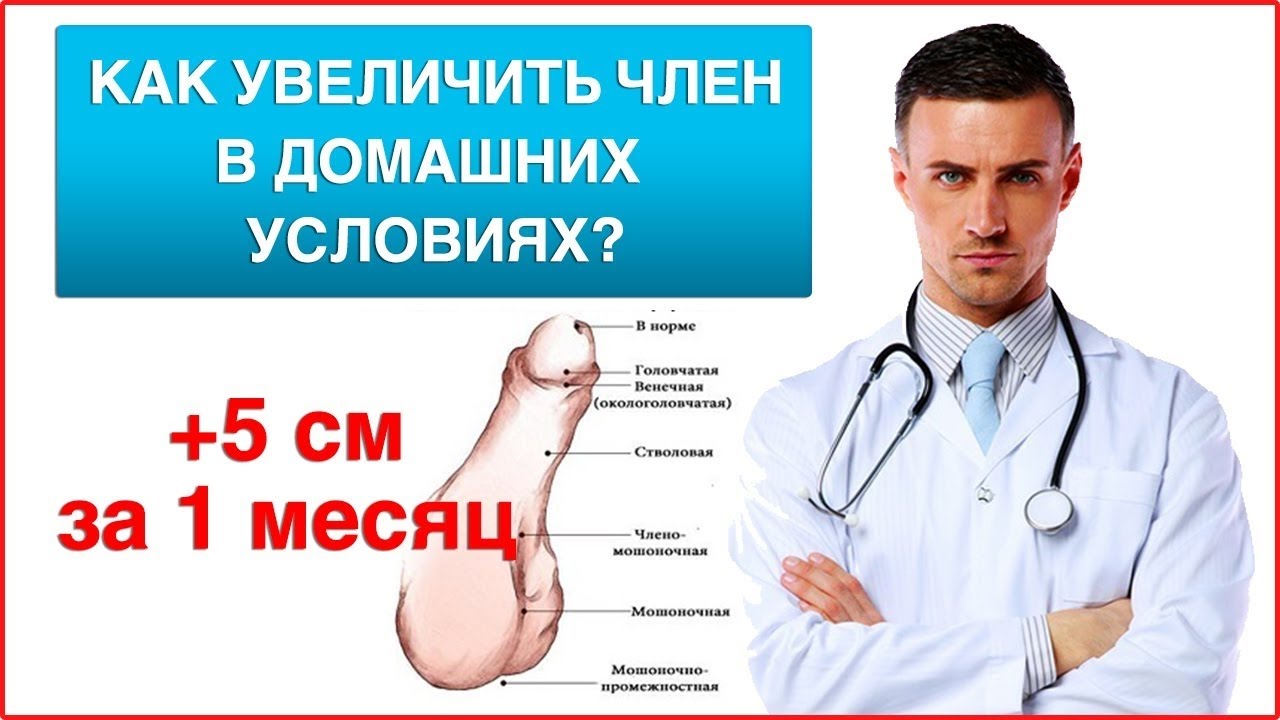 КАК УВЕЛИЧИТЬ ЧЛЕН
В ДОМАШНИХ
УСЛОВИЯХ?
+5 см
за 1 месяц
В норме
Головчатая
Венечная
(окологоловчатая)
Стволовая
Члено-
мошоночная
Мошоночная
Мошоночно-
промежностная